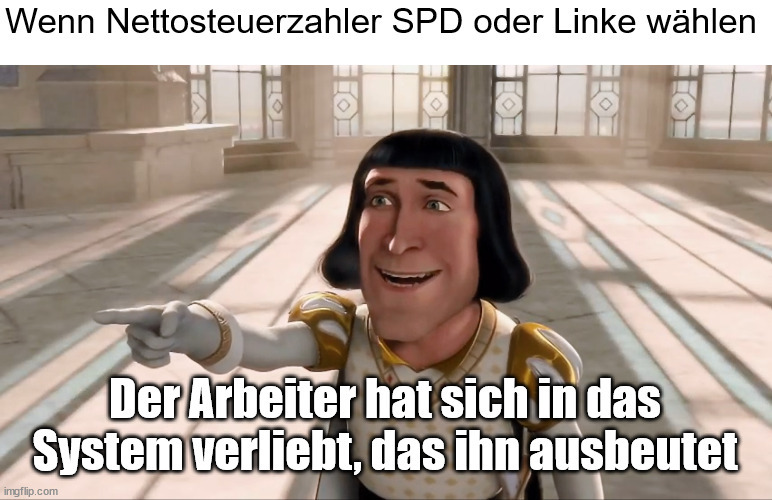 Wenn Nettosteuerzahler SPD oder Linke wählen
Der Arbeiter hat sich in das
System verliebt, das ihn ausbeutet
imgflip.com